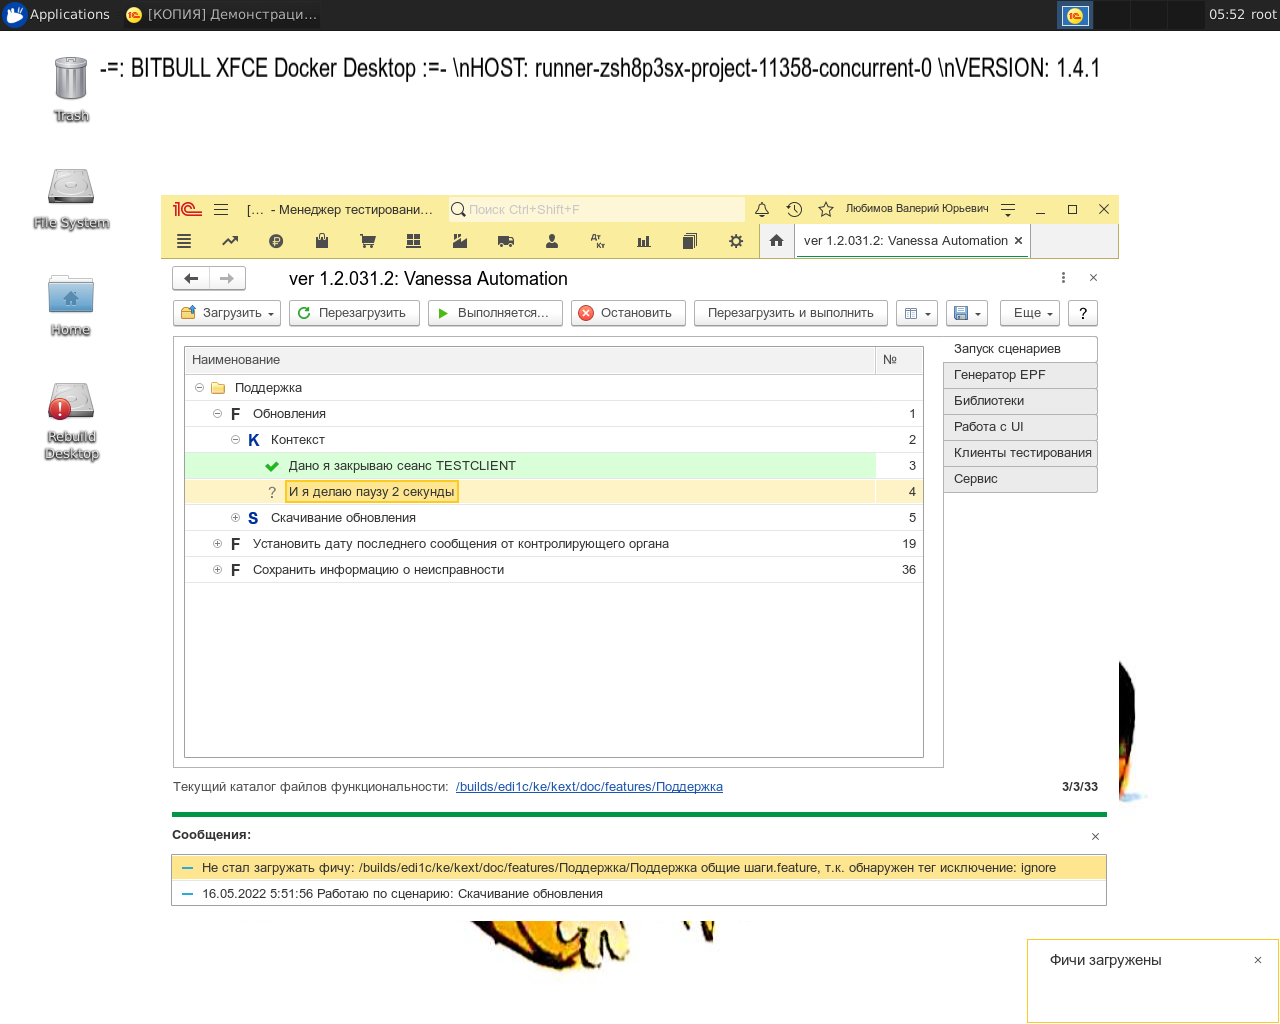 Applications
[КОПИЯ] Демонстраци...
05:52 root
-=: BITBULL XFCE Docker Desktop :=- \nHOST: runner-zsh8p3sx-project-11358-concurrent-0 \nVERSION: 1.4.1
Trash
File System
Home
Rebuild
Desktop
[... - Менеджер тестировани...
Поиск Ctrl+Shift+F
Любимов Валерий Юрьевич
Дт
Кт
ver 1.2.031.2: Vanessa Automation
ver 1.2.031.2: Vanessa Automation
Загрузить
Перезагрузить
Выполняется...
Остановить
Перезагрузить и выполнить
Еще
?
Наименование
№
Поддержка
F Обновления 1
K Контекст 2
Дано я закрываю сеанс TESTCLIENT 3
? И я делаю паузу 2 секунды 4
S Скачивание обновления 5
F Установить дату последнего сообщения от контролирующего органа 19
F Сохранить информацию о неисправности 36
Запуск сценариев
Генератор EPF
Библиотеки
Работа с UI
Клиенты тестирования
Сервис
Текущий каталог файлов функциональности: /builds/edi1c/ke/kext/doc/features/Поддержка
3/3/33
Сообщения:
Не стал загружать фичу: /builds/edi1c/ke/kext/doc/features/Поддержка/Поддержка общие шаги.feature, т.к. обнаружен тег исключение: ignore
16.05.2022 5:51:56 Работаю по сценарию: Скачивание обновления
Фичи загружены